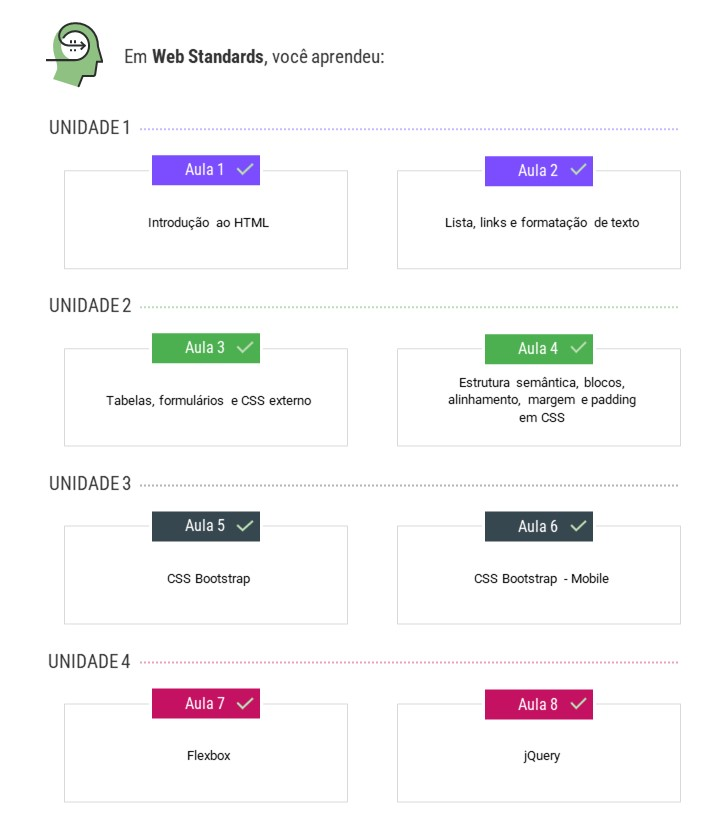 Em Web Standards, você aprendeu:
UNIDADE 1
Aula 1
Introdução ao HTML
Aula 2
Lista, links e formatação de texto
UNIDADE 2
Aula 3
Tabelas, formulários e CSS externo
Aula 4
Estrutura semântica, blocos,
alinhamento, margem e padding
em CSS
UNIDADE 3
Aula 5
CSS Bootstrap
Aula 6
CSS Bootstrap - Mobile
UNIDADE 4
Aula 7
Flexbox
Aula 8
jQuery